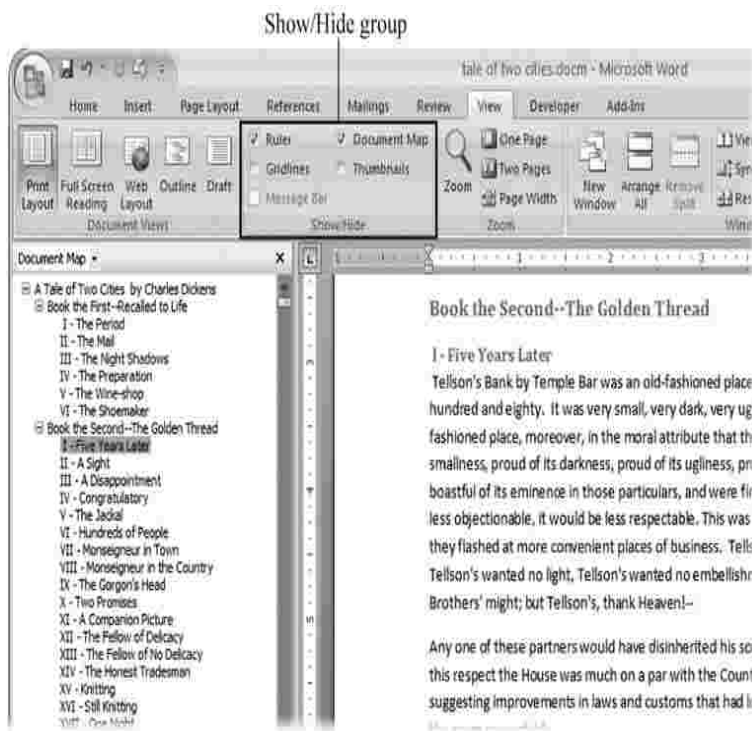 Show/Hide group
tale of two cities.docm - Microsoft Word
Home Insert Page Layout References Mailings Review View Developer Add-Ins
Print Layout
Full Screen Reading
Web Layout
Outline
Draft
Document Views
Ruler
Gridlines
Message Bar
Document Map
Thumbnails
Show/Hide
Zoom
One Page
Two Pages
Page Width
Zoom
New Window
Arrange All
Remove Split
Document Map
A Tale of Two Cities by Charles Dickens
Book the First--Recalled to Life
I - The Period
II - The Mail
III - The Night Shadows
IV - The Preparation
V - The Wine-shop
VI - The Shoemaker
Book the Second--The Golden Thread
I - Five Years Later
II - A Sight
III - A Disappointment
IV - Congratulatory
V - The Jackal
VI - Hundreds of People
VII - Monseigneur in Town
VIII - Monseigneur in the Country
IX - The Gorgon's Head
X - Two Promises
XI - A Companion Picture
XII - The Fellow of Delicacy
XIII - The Fellow of No Delicacy
XIV - The Honest Tradesman
XV - Knitting
XVI - Still Knitting
XVII - One Night
Book the Second--The Golden Thread
I - Five Years Later
Tellson's Bank by Temple Bar was an old-fashioned place
hundred and eighty. It was very small, very dark, very ug
fashioned place, moreover, in the moral attribute that th
smallness, proud of its darkness, proud of its ugliness, pr
boastful of its eminence in those particulars, and were fi
less objectionable, it would be less respectable. This was
they flashed at more convenient places of business. Tells
Tellson's wanted no light, Tellson's wanted no embellish
Brothers' might; but Tellson's, thank Heaven!--
Any one of these partners would have disinherited his so
this respect the House was much on a par with the Coun
suggesting improvements in laws and customs that had l